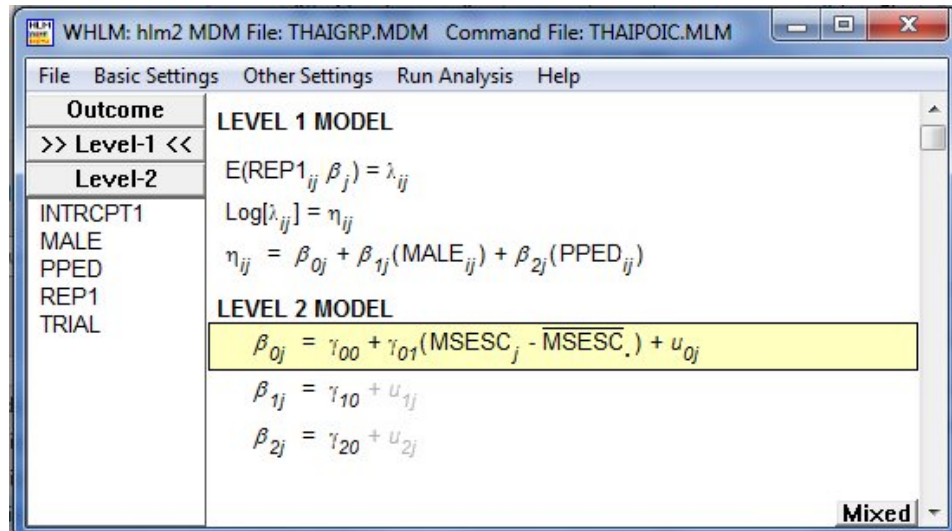 WHLM: hlm2 MDM File: THAIGRP.MDM Command File: THAIPOIC.MLM
File Basic Settings Other Settings Run Analysis Help
Outcome
>> Level-1 <<
Level-2
INTRCPT1
MALE
PPED
REP1
TRIAL
LEVEL 1 MODEL
E(REP1ij βj) = λij
Log[λij] = ηij
ηij = β0j + β1j(MALEij) + β2j(PPEDij)
LEVEL 2 MODEL
β0j = γ00 + γ01(MSESCj - M̅S̅E̅S̅C̅.) + u0j
β1j = γ10 + u1j
β2j = γ20 + u2j
Mixed